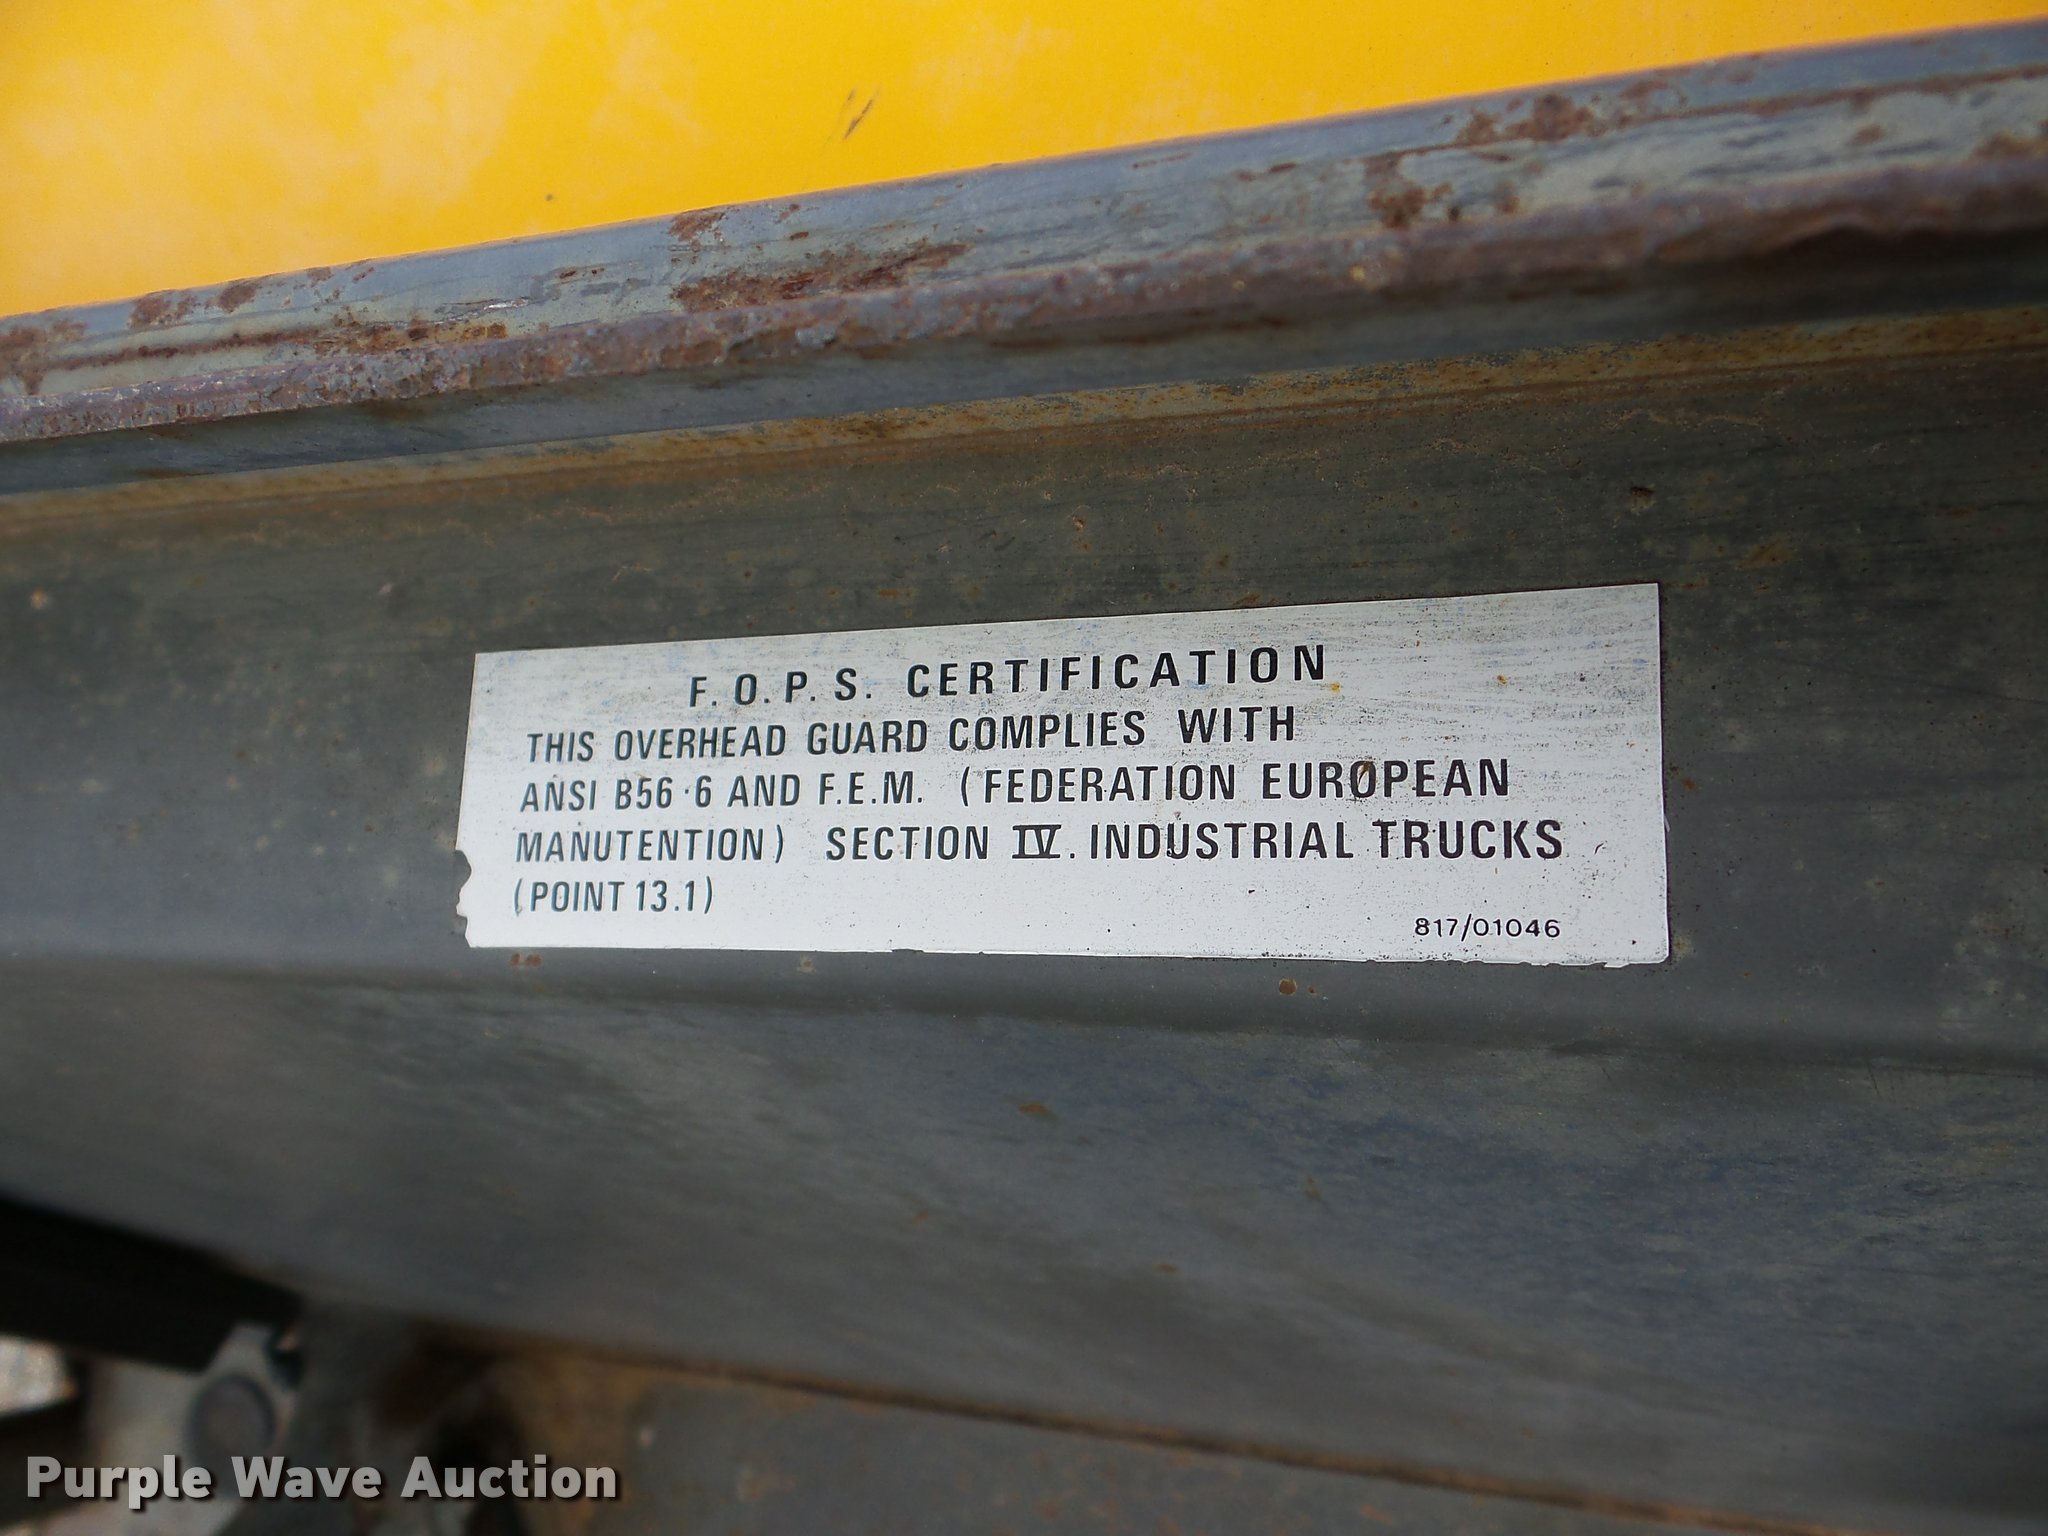 F.O.P.S. CERTIFICATION
THIS OVERHEAD GUARD COMPLIES WITH
ANSI B56·6 AND F.E.M. (FEDERATION EUROPEAN
MANUTENTION) SECTION IV. INDUSTRIAL TRUCKS
(POINT 13.1)
817/01046
Purple Wave Auction